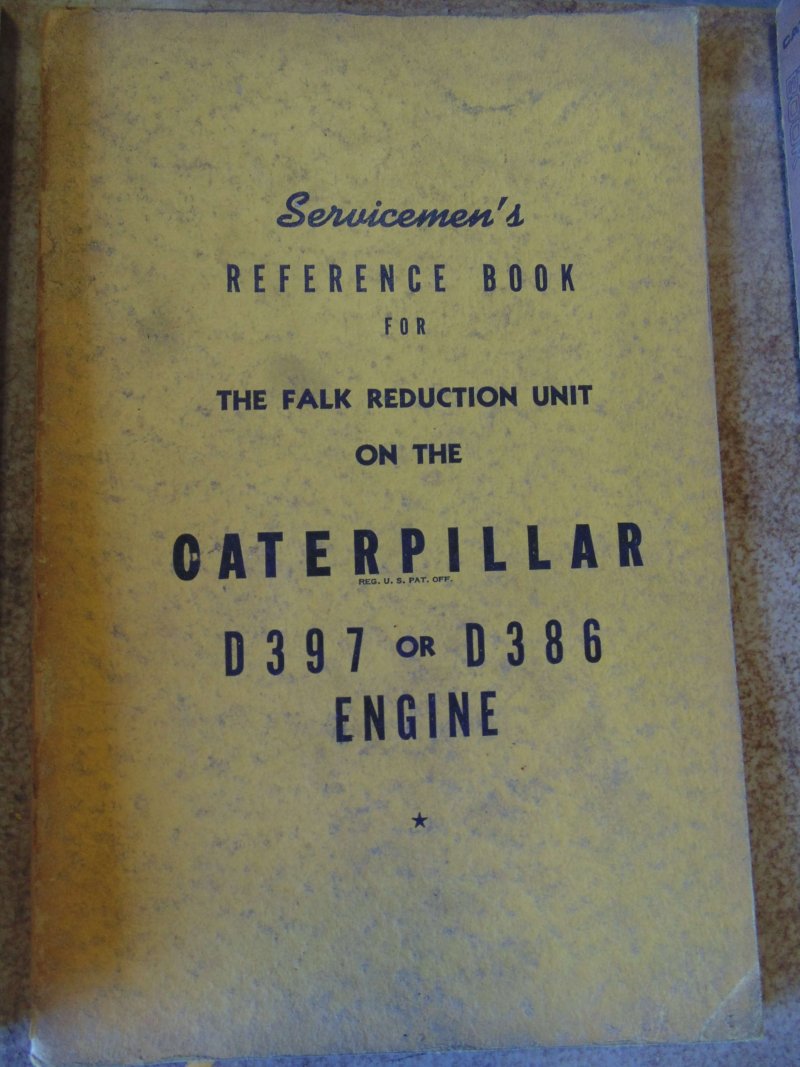 Servicemen's
REFERENCE BOOK
FOR
THE FALK REDUCTION UNIT
ON THE
CATERPILLAR
REG. U. S. PAT. OFF.
D397 OR D386
ENGINE